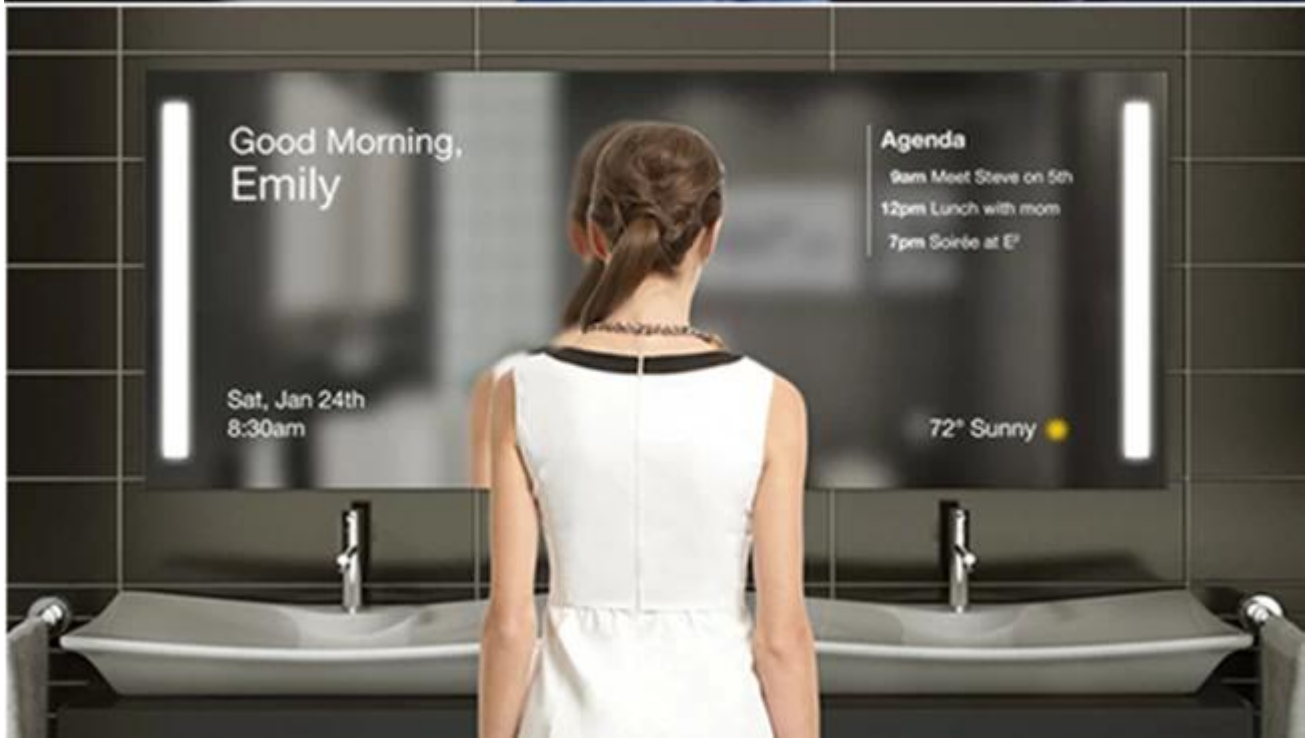 Good Morning,
Emily
Agenda
9am Meet Steve on 5th
12pm Lunch with mom
7pm Soirée at E²
Sat, Jan 24th
8:30am
72° Sunny